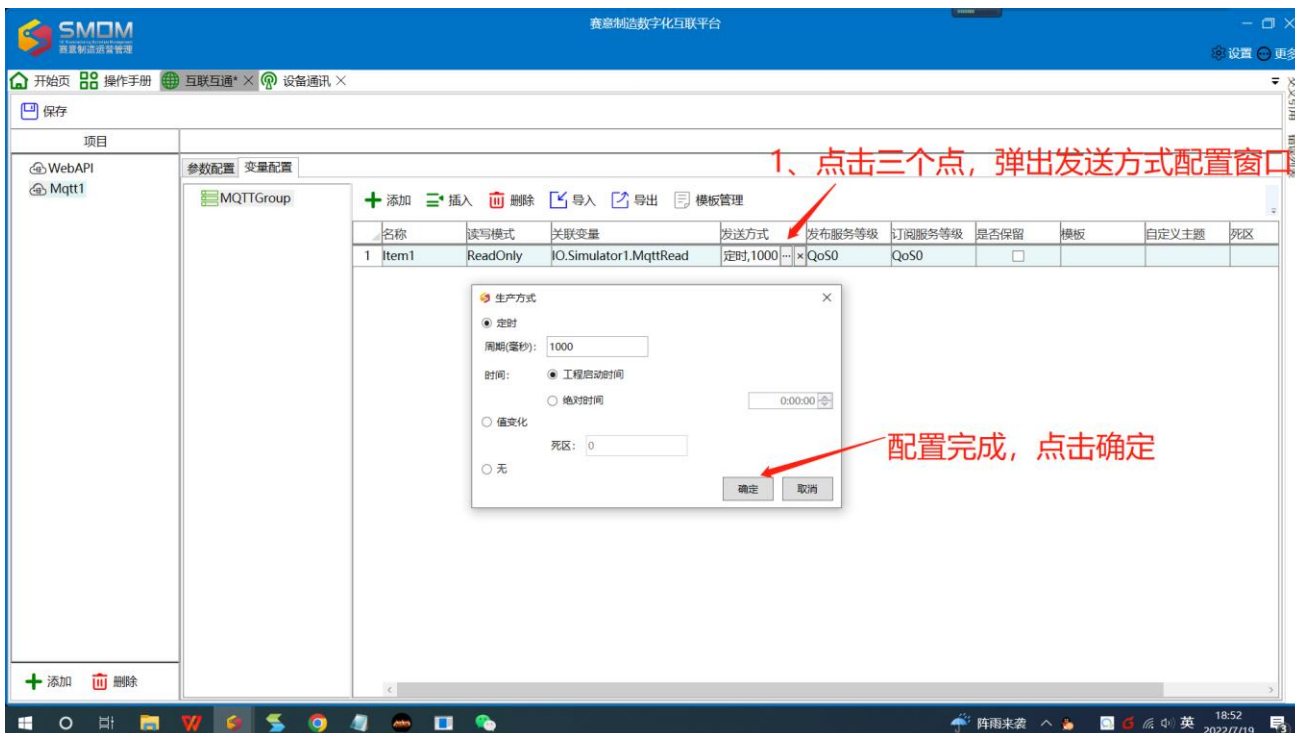 SMOM
赛意制造运营管理
赛意制造数字化互联平台
设置 更多
开始页 操作手册 互联互通* 设备通讯
保存
项目
WebAPI
Mqtt1
参数配置 变量配置
1、点击三个点，弹出发送方式配置窗口
MQTTGroup
添加 插入 删除 导入 导出 模板管理
名称 读写模式 关联变量 发送方式 发布服务等级 订阅服务等级 是否保留 模板 自定义主题 死区
1 Item1 ReadOnly IO.Simulator1.MqttRead 定时,1000 ... × QoS0 QoS0
生产方式
定时
周期(毫秒): 1000
时间: 工程启动时间
绝对时间 0:00:00
值变化
死区: 0
无
确定 取消
配置完成，点击确定
添加 删除
阵雨来袭 英 18:52
2022/7/19